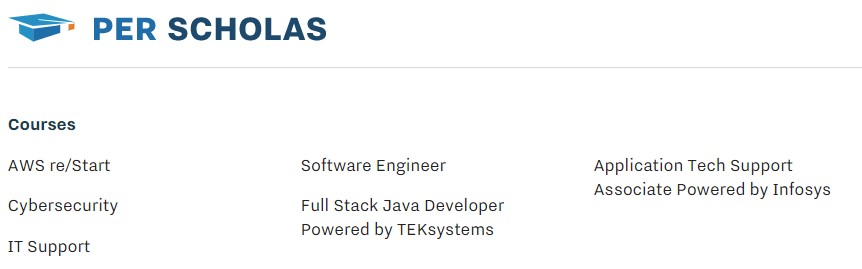 PER SCHOLAS
Courses
AWS re/Start
Cybersecurity
IT Support
Software Engineer
Full Stack Java Developer
Powered by TEKsystems
Application Tech Support
Associate Powered by Infosys